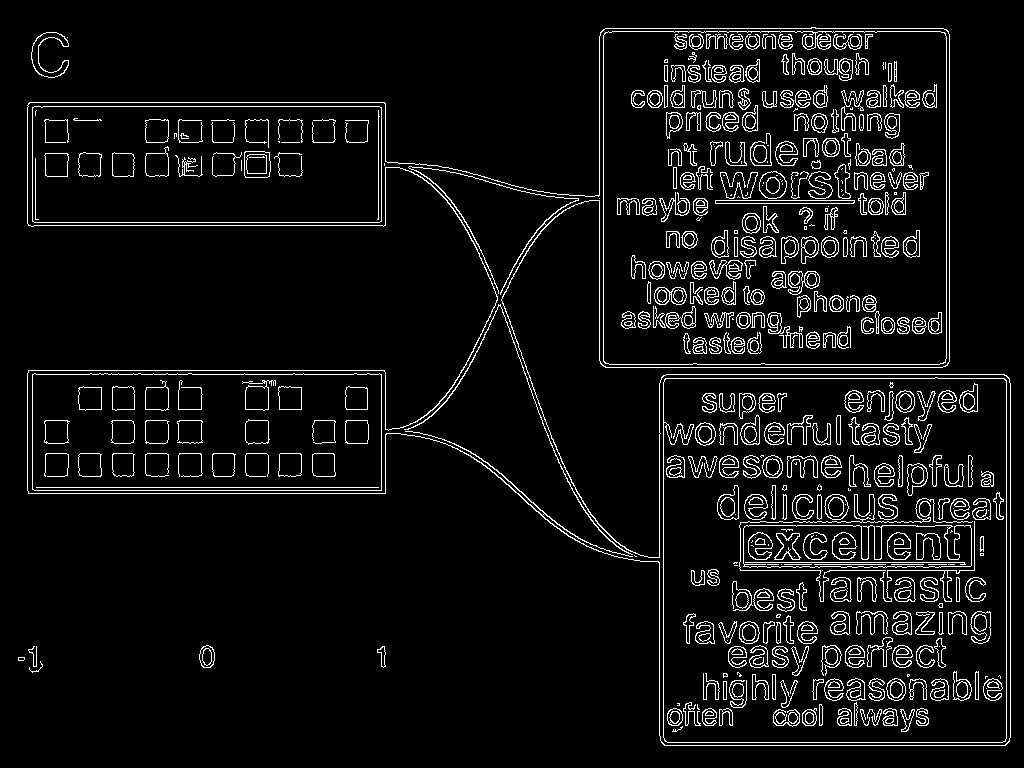 C
someone decor
instead though 'll
cold run $ used walked
priced nothing
n't rude not bad
left worst never
maybe told
ok ? if
no disappointed
however ago
looked to phone
asked wrong closed
tasted friend
super enjoyed
wonderful tasty
awesome helpful a
delicious great
excellent !
us best fantastic
favorite amazing
easy perfect
highly reasonable
often cool always
-1 0 1